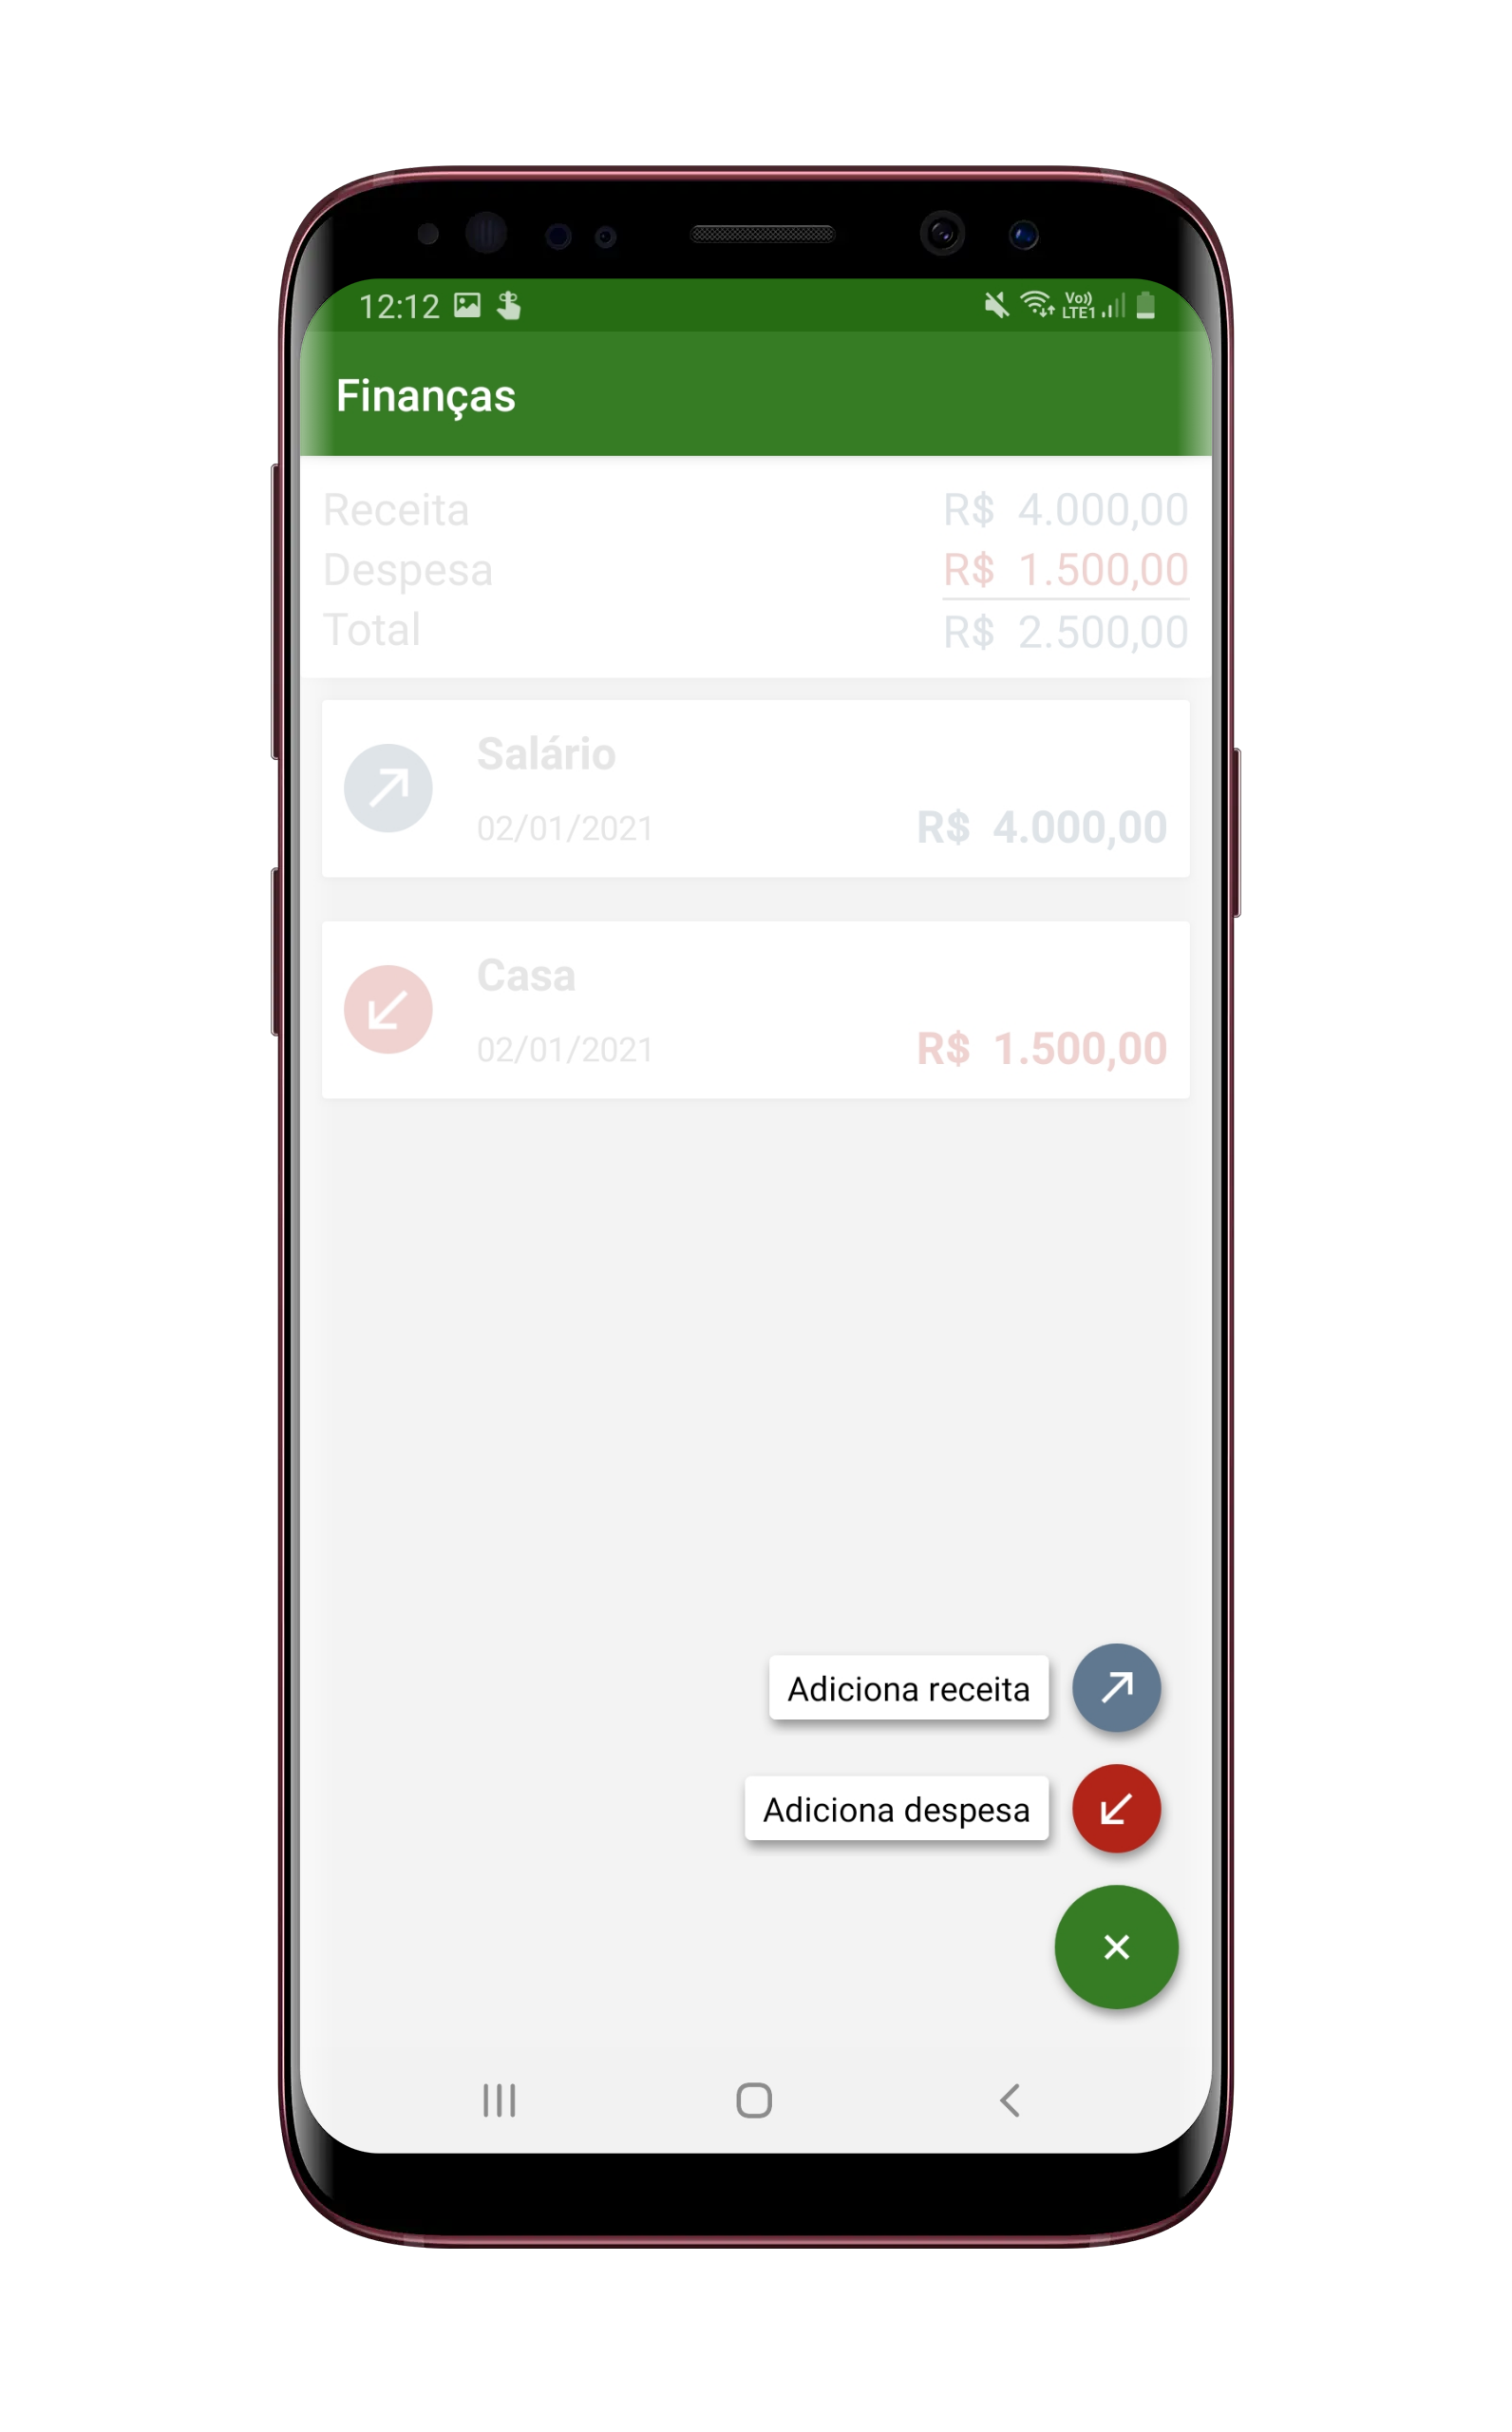 12:12 Vo)) LTE1
Finanças
Receita R$ 4.000,00
Despesa R$ 1.500,00
Total R$ 2.500,00
Salário
02/01/2021 R$ 4.000,00
Casa
02/01/2021 R$ 1.500,00
Adiciona receita
Adiciona despesa